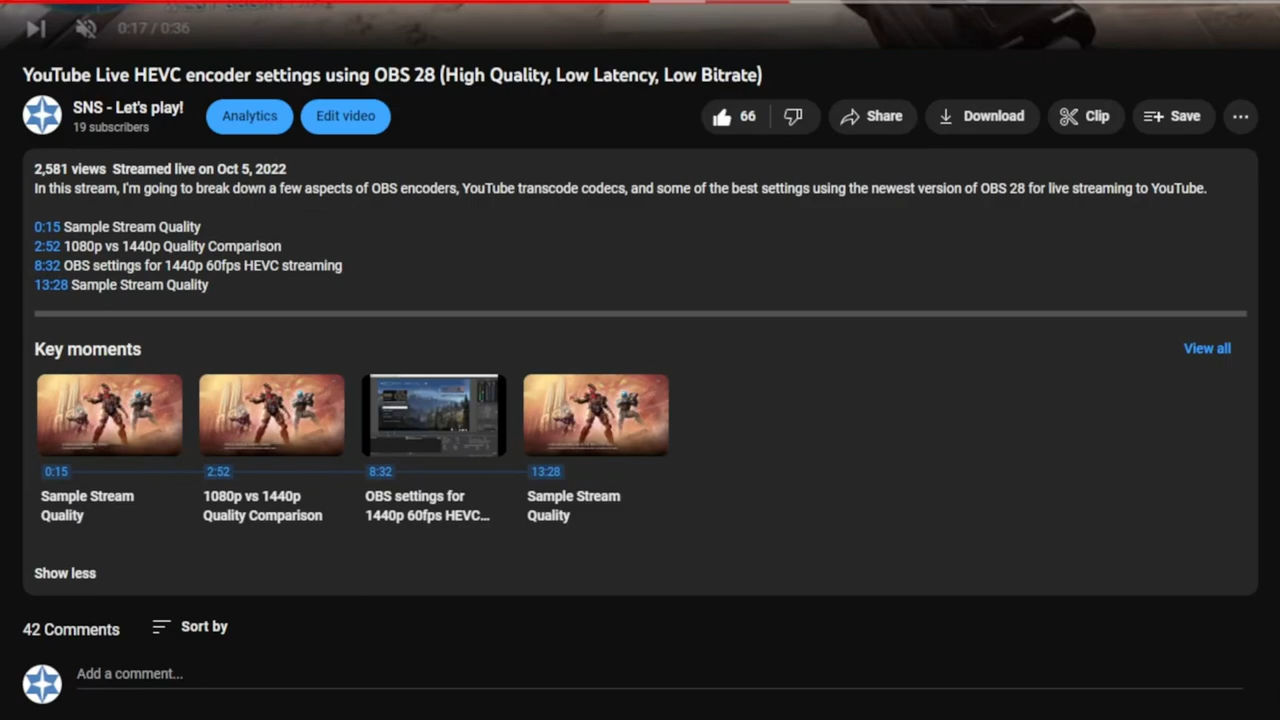 0:17 / 0:36
YouTube Live HEVC encoder settings using OBS 28 (High Quality, Low Latency, Low Bitrate)
SNS - Let's play!
19 subscribers
Analytics
Edit video
66
Share
Download
Clip
Save
2,581 views Streamed live on Oct 5, 2022
In this stream, I'm going to break down a few aspects of OBS encoders, YouTube transcode codecs, and some of the best settings using the newest version of OBS 28 for live streaming to YouTube.
0:15 Sample Stream Quality
2:52 1080p vs 1440p Quality Comparison
8:32 OBS settings for 1440p 60fps HEVC streaming
13:28 Sample Stream Quality
Key moments
View all
0:15
Sample Stream
Quality
2:52
1080p vs 1440p
Quality Comparison
8:32
OBS settings for
1440p 60fps HEVC...
13:28
Sample Stream
Quality
Show less
42 Comments
Sort by
Add a comment...